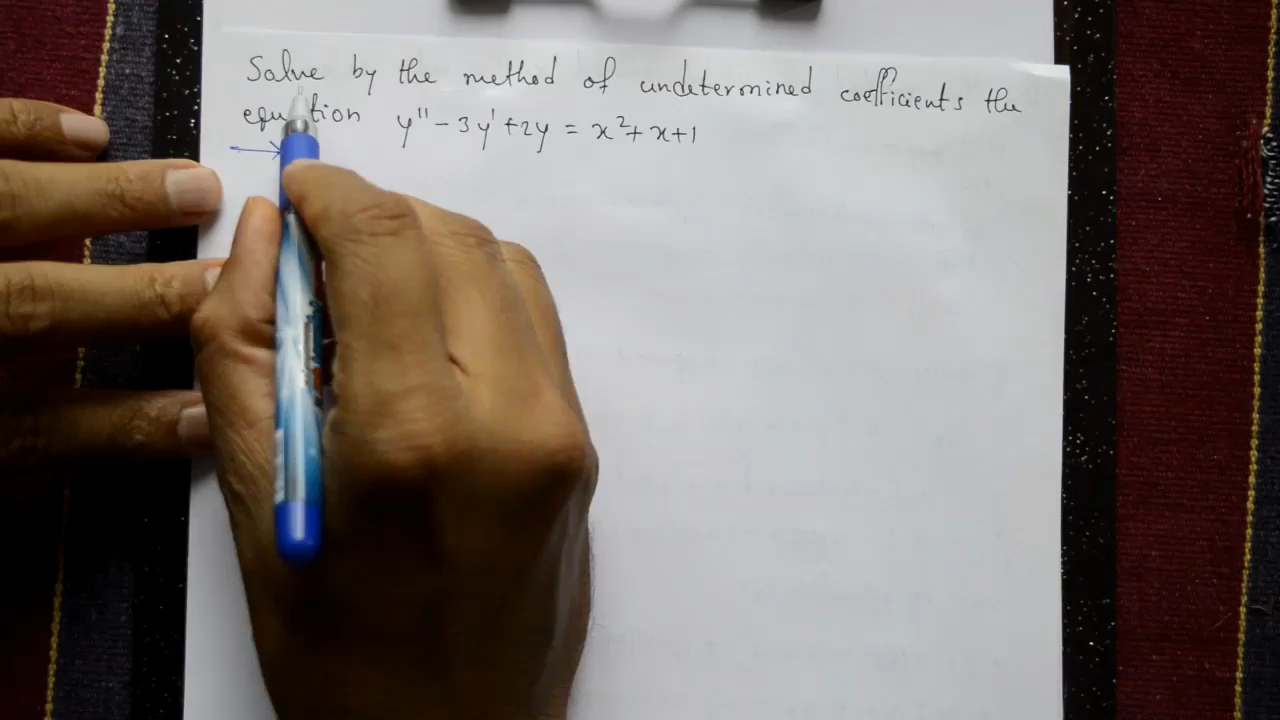 Solve by the method of undetermined coefficients the
equation y'' - 3y' + 2y = x² + x + 1